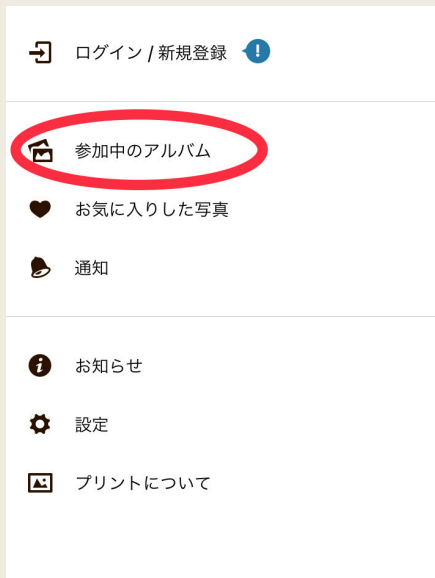 ログイン / 新規登録
参加中のアルバム
お気に入りした写真
通知
お知らせ
設定
プリントについて